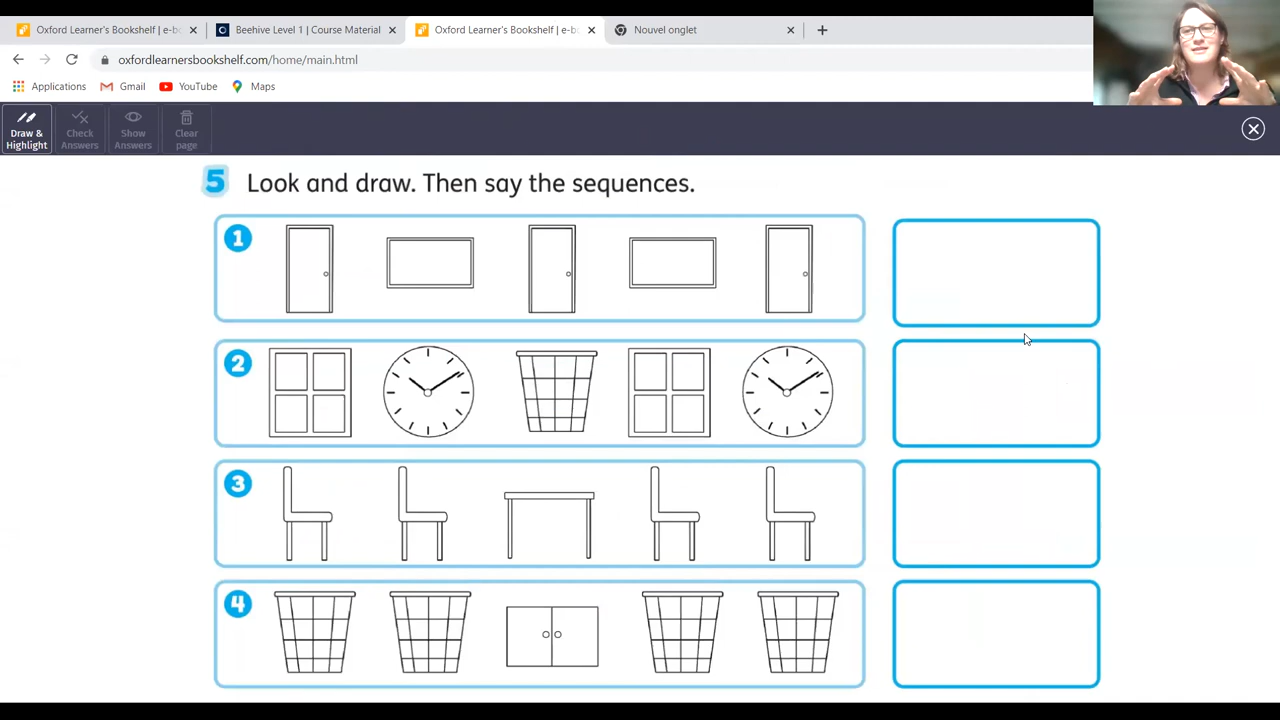 Oxford Learner's Bookshelf | e-b
Beehive Level 1 | Course Material
Oxford Learner's Bookshelf | e-b
Nouvel onglet
oxfordlearnersbookshelf.com/home/main.html
Applications
Gmail
YouTube
Maps
Draw &
Highlight
Check
Answers
Show
Answers
Clear
page
5 Look and draw. Then say the sequences.
1
2
3
4